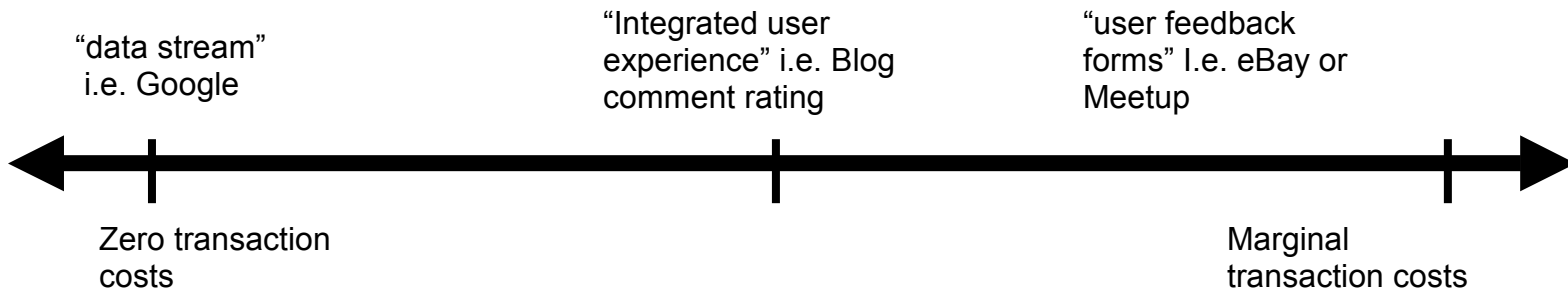 “data stream”
i.e. Google
“Integrated user
experience” i.e. Blog
comment rating
“user feedback
forms” I.e. eBay or
Meetup
Zero transaction
costs
Marginal
transaction costs